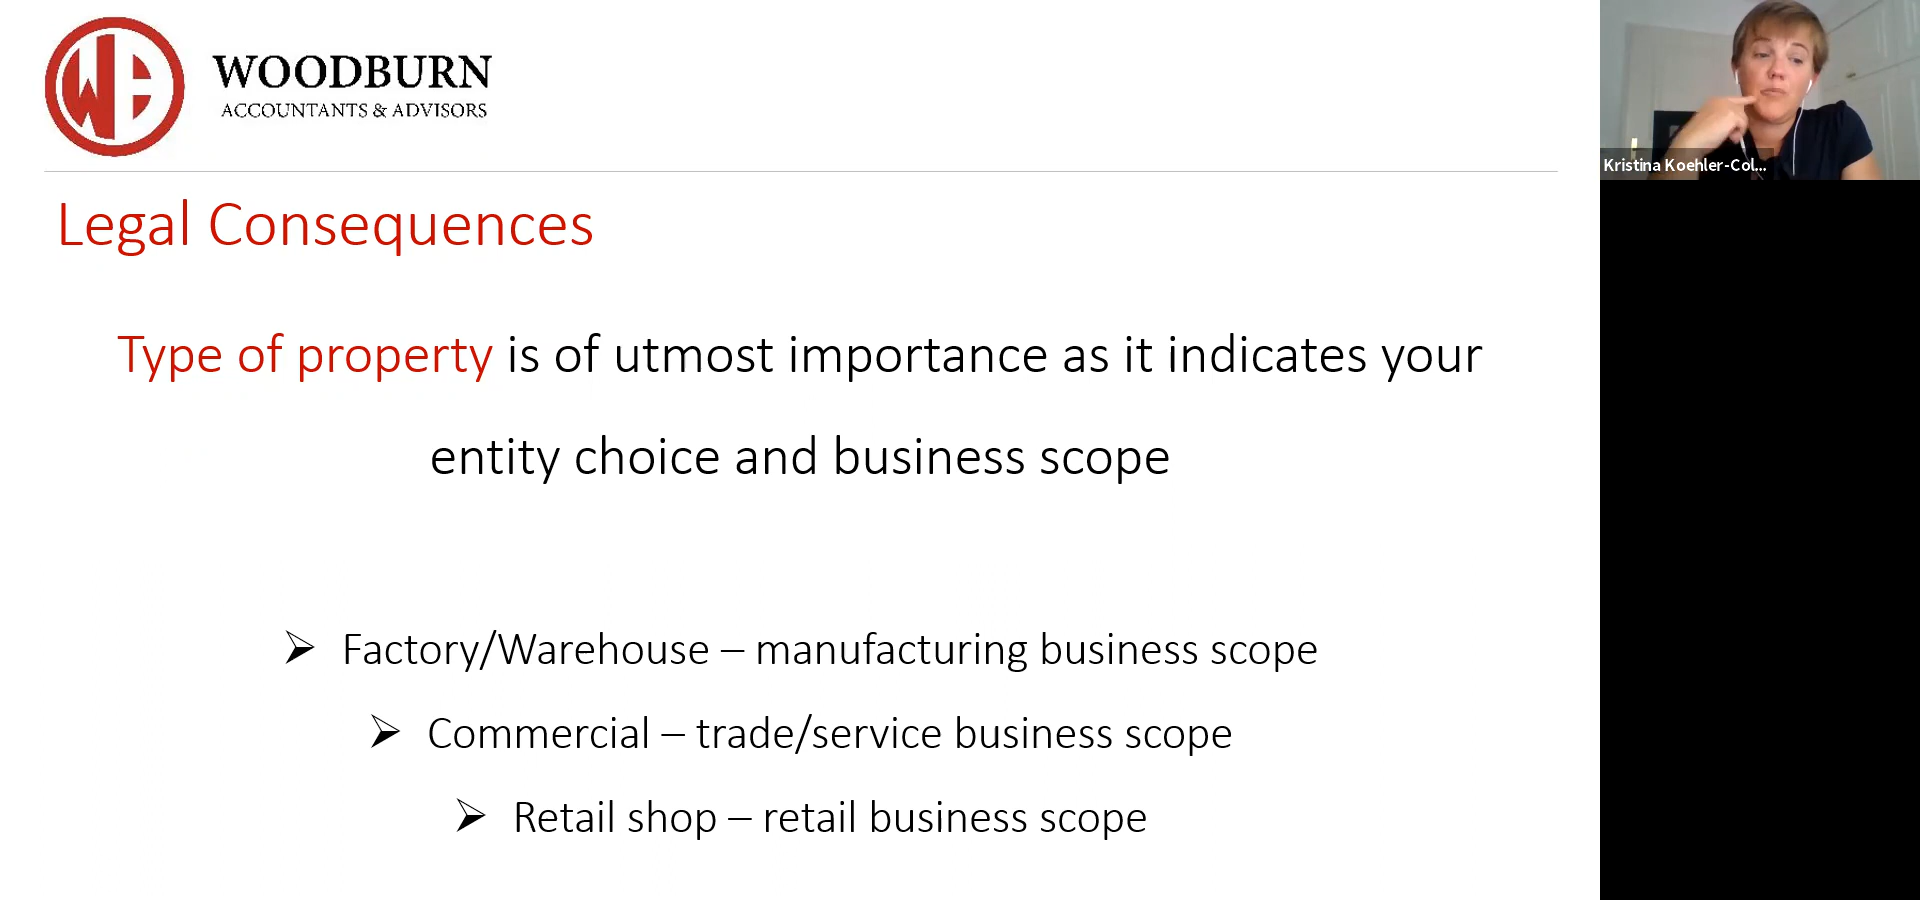 WOODBURN
ACCOUNTANTS & ADVISORS
Kristina Koehler-Col...
Legal Consequences
Type of property is of utmost importance as it indicates your
entity choice and business scope
➢ Factory/Warehouse – manufacturing business scope
➢ Commercial – trade/service business scope
➢ Retail shop – retail business scope